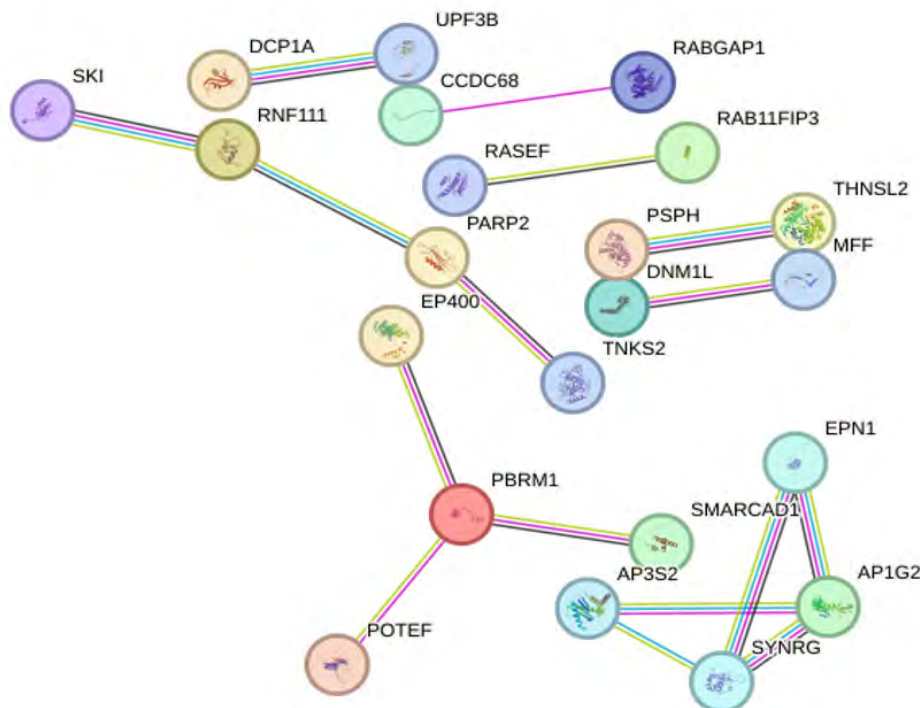 UPF3B
DCP1A
SKI
CCDC68
RABGAP1
RNF111
RAB11FIP3
RASEF
THNSL2
PARP2
PSPH
MFF
DNM1L
EP400
TNKS2
EPN1
PBRM1
SMARCAD1
AP3S2
AP1G2
POTEF
SYNRG